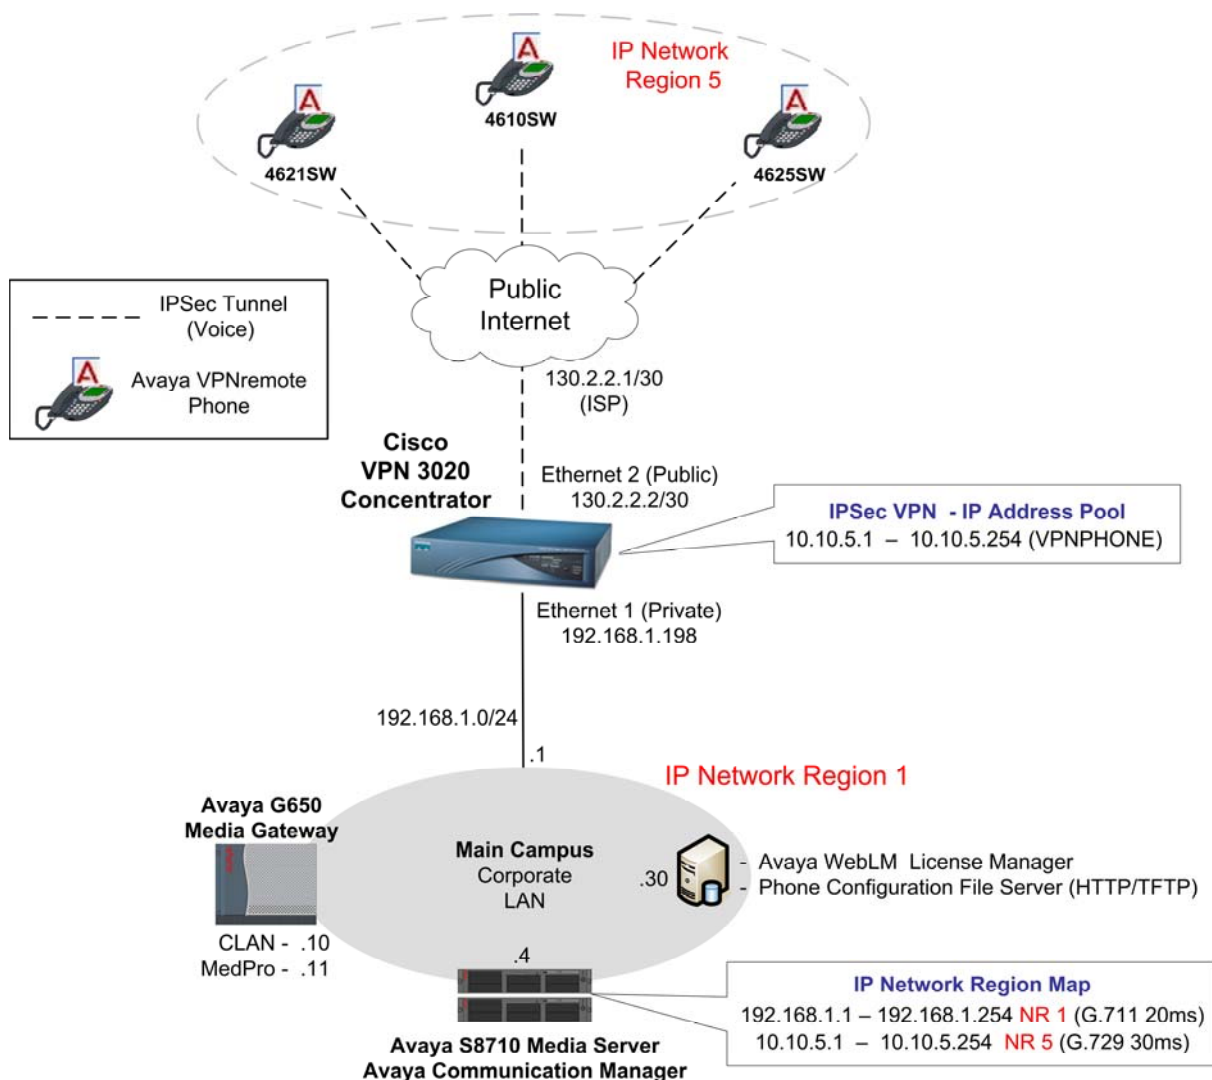 IP Network
Region 5
4610SW
4621SW
4625SW
Public
Internet
IPSec Tunnel
(Voice)
Avaya VPNremote
Phone
130.2.2.1/30
(ISP)
Cisco
VPN 3020
Concentrator
Ethernet 2 (Public)
130.2.2.2/30
IPSec VPN - IP Address Pool
10.10.5.1 – 10.10.5.254 (VPNPHONE)
Ethernet 1 (Private)
192.168.1.198
192.168.1.0/24
.1
IP Network Region 1
Avaya G650
Media Gateway
Main Campus
Corporate
LAN
.30
- Avaya WebLM License Manager
- Phone Configuration File Server (HTTP/TFTP)
CLAN - .10
MedPro - .11
.4
IP Network Region Map
192.168.1.1 – 192.168.1.254 NR 1 (G.711 20ms)
10.10.5.1 – 10.10.5.254 NR 5 (G.729 30ms)
Avaya S8710 Media Server
Avaya Communication Manager